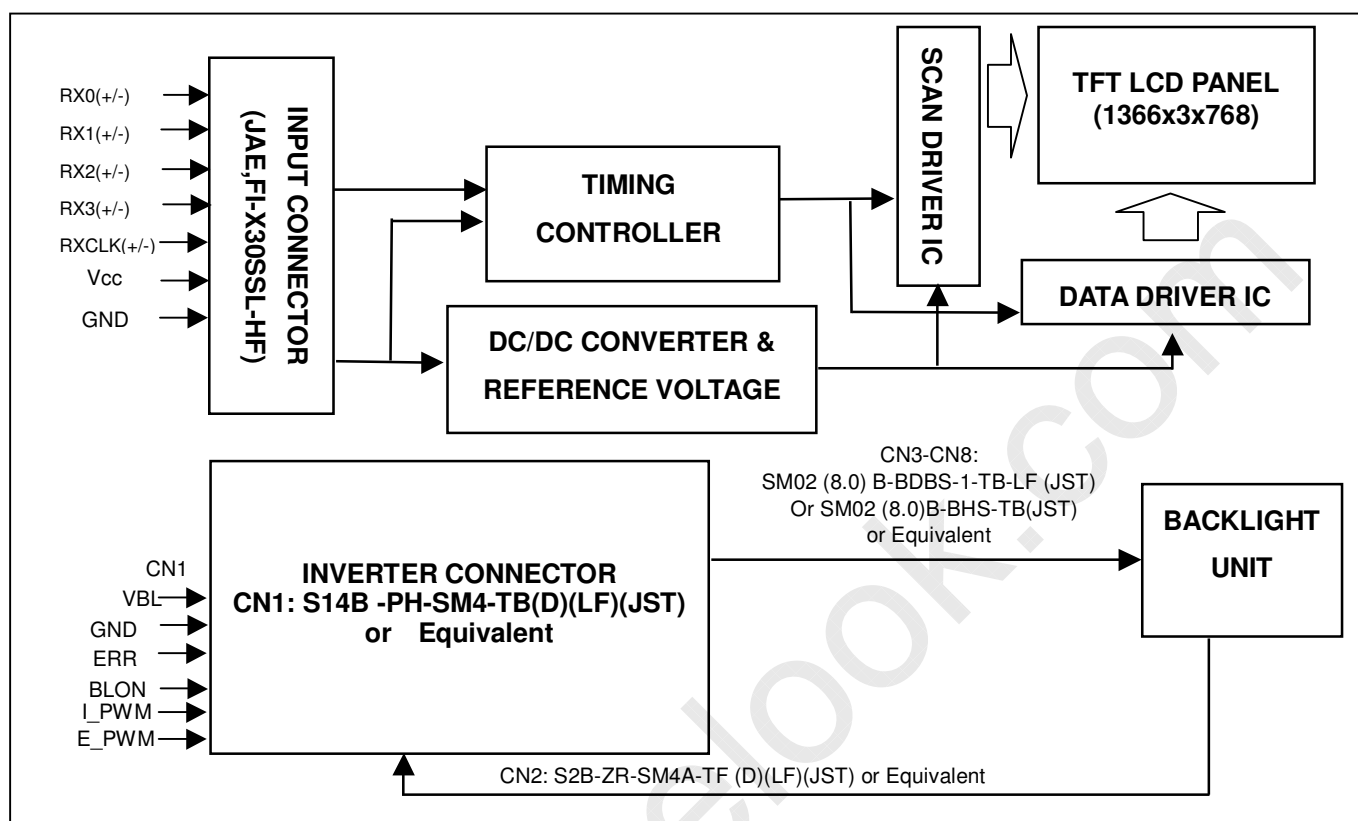 RX0(+/-)
RX1(+/-)
RX2(+/-)
RX3(+/-)
RXCLK(+/-)
Vcc
GND
INPUT CONNECTOR
(JAE,FI-X30SSL-HF)
TIMING
CONTROLLER
DC/DC CONVERTER &
REFERENCE VOLTAGE
SCAN DRIVER IC
TFT LCD PANEL
(1366x3x768)
DATA DRIVER IC
CN1
VBL
GND
ERR
BLON
I_PWM
E_PWM
INVERTER CONNECTOR
CN1: S14B -PH-SM4-TB(D)(LF)(JST)
or Equivalent
CN3-CN8:
SM02 (8.0) B-BDBS-1-TB-LF (JST)
Or SM02 (8.0)B-BHS-TB(JST)
or Equivalent
BACKLIGHT
UNIT
CN2: S2B-ZR-SM4A-TF (D)(LF)(JST) or Equivalent
elook.com